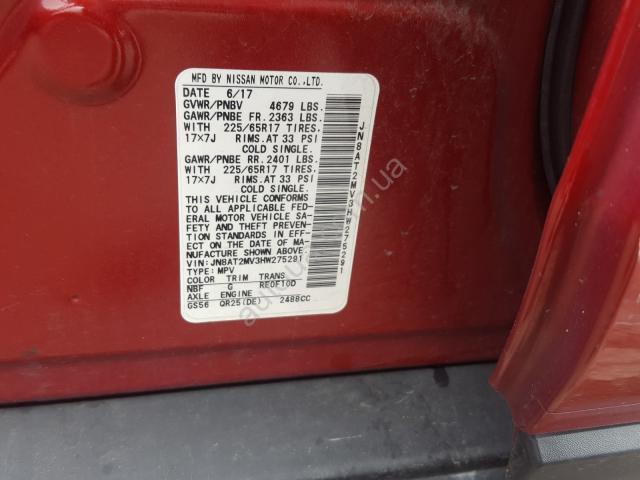 MFD BY NISSAN MOTOR CO.,LTD.
DATE 6/17
GVWR/PNBV 4679 LBS.
GAWR/PNBE FR. 2363 LBS.
WITH 225/65R17 TIRES.
17×7J RIMS.AT 33 PSI
COLD SINGLE.
GAWR/PNBE RR. 2401 LBS.
WITH 225/65R17 TIRES.
17×7J RIMS.AT 33 PSI
COLD SINGLE.
THIS VEHICLE CONFORMS
TO ALL APPLICABLE FED-
ERAL MOTOR VEHICLE SA-
FETY AND THEFT PREVEN-
TION STANDARDS IN EFF-
ECT ON THE DATE OF MA-
NUFACTURE SHOWN ABOVE.
VIN: JN8AT2MV3HW275291
TYPE: MPV
COLOR TRIM TRANS
NBF G RE0F10D
AXLE ENGINE
GS56 QR25(DE) 2488CC
JN8AT2MV3HW275291